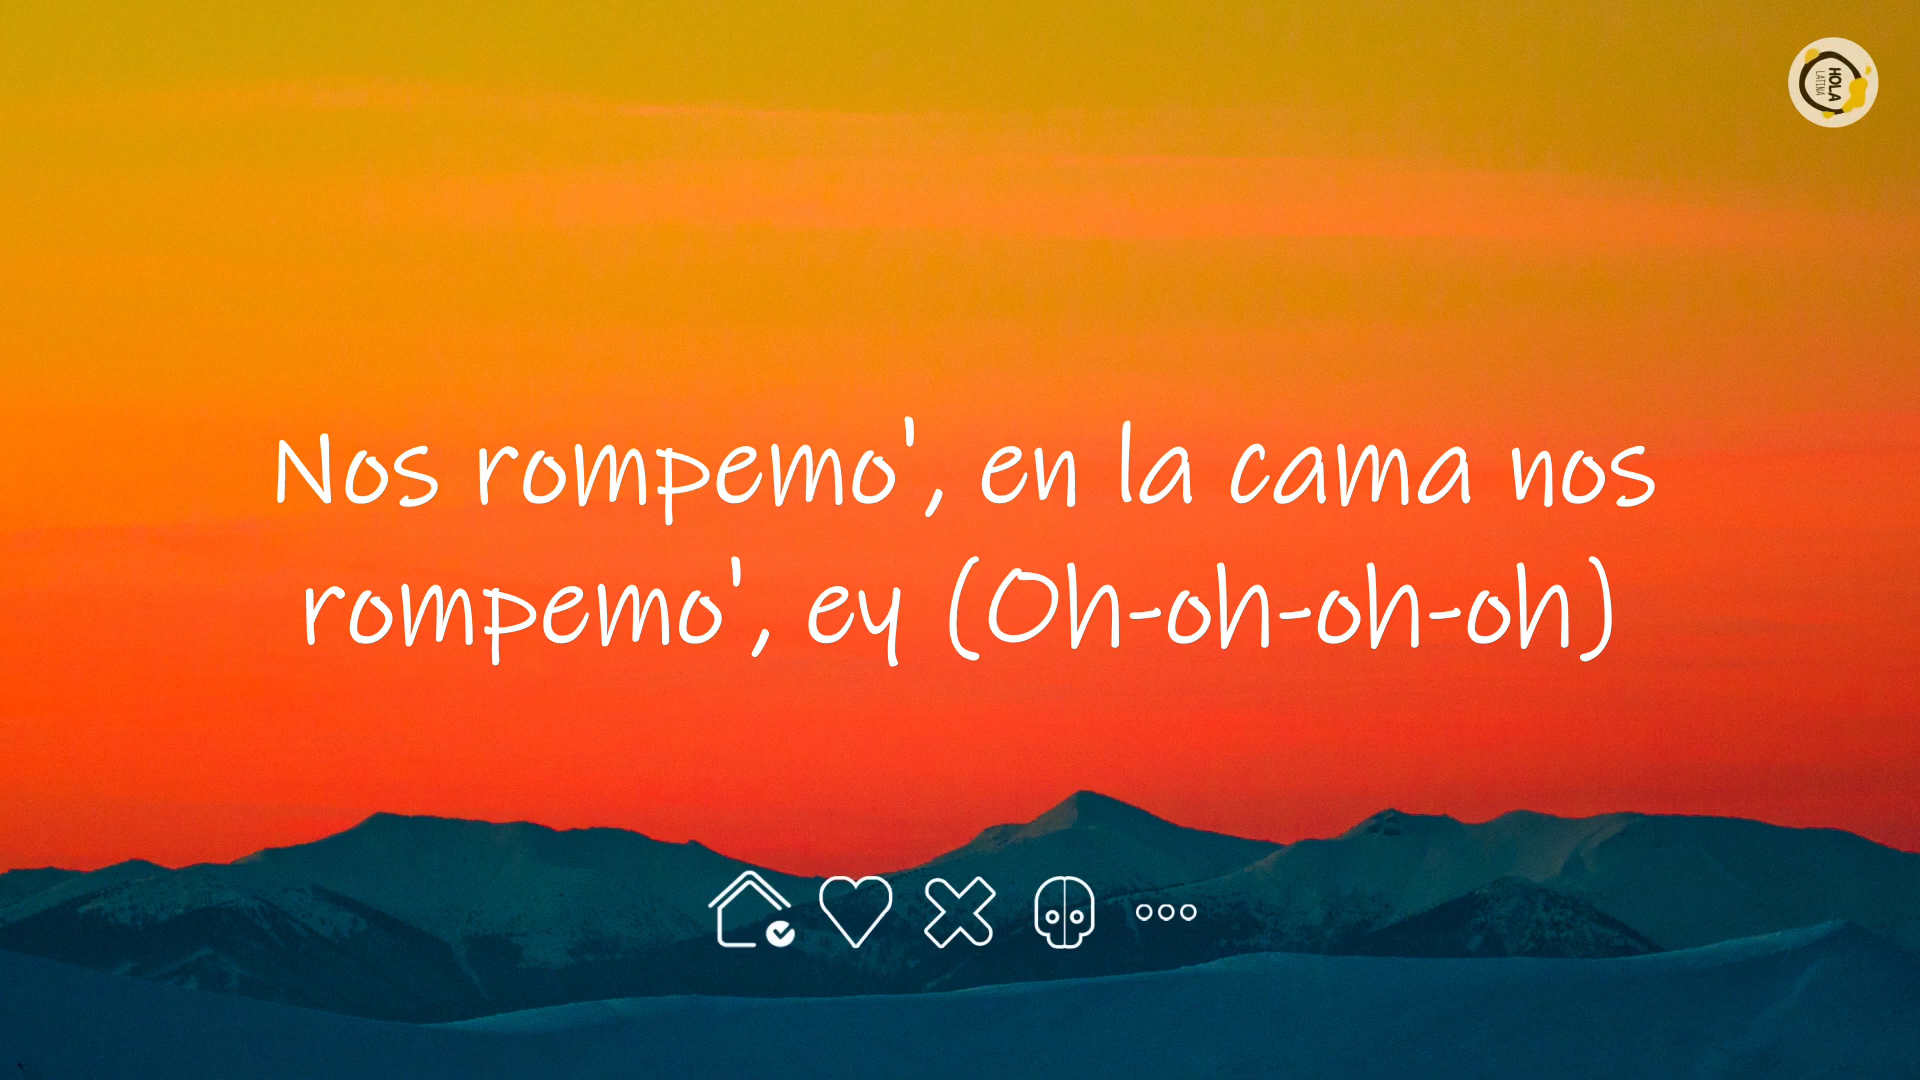 HOLA
LATINA
Nos rompemo', en la cama nos
rompemo', ey (Oh-oh-oh-oh)